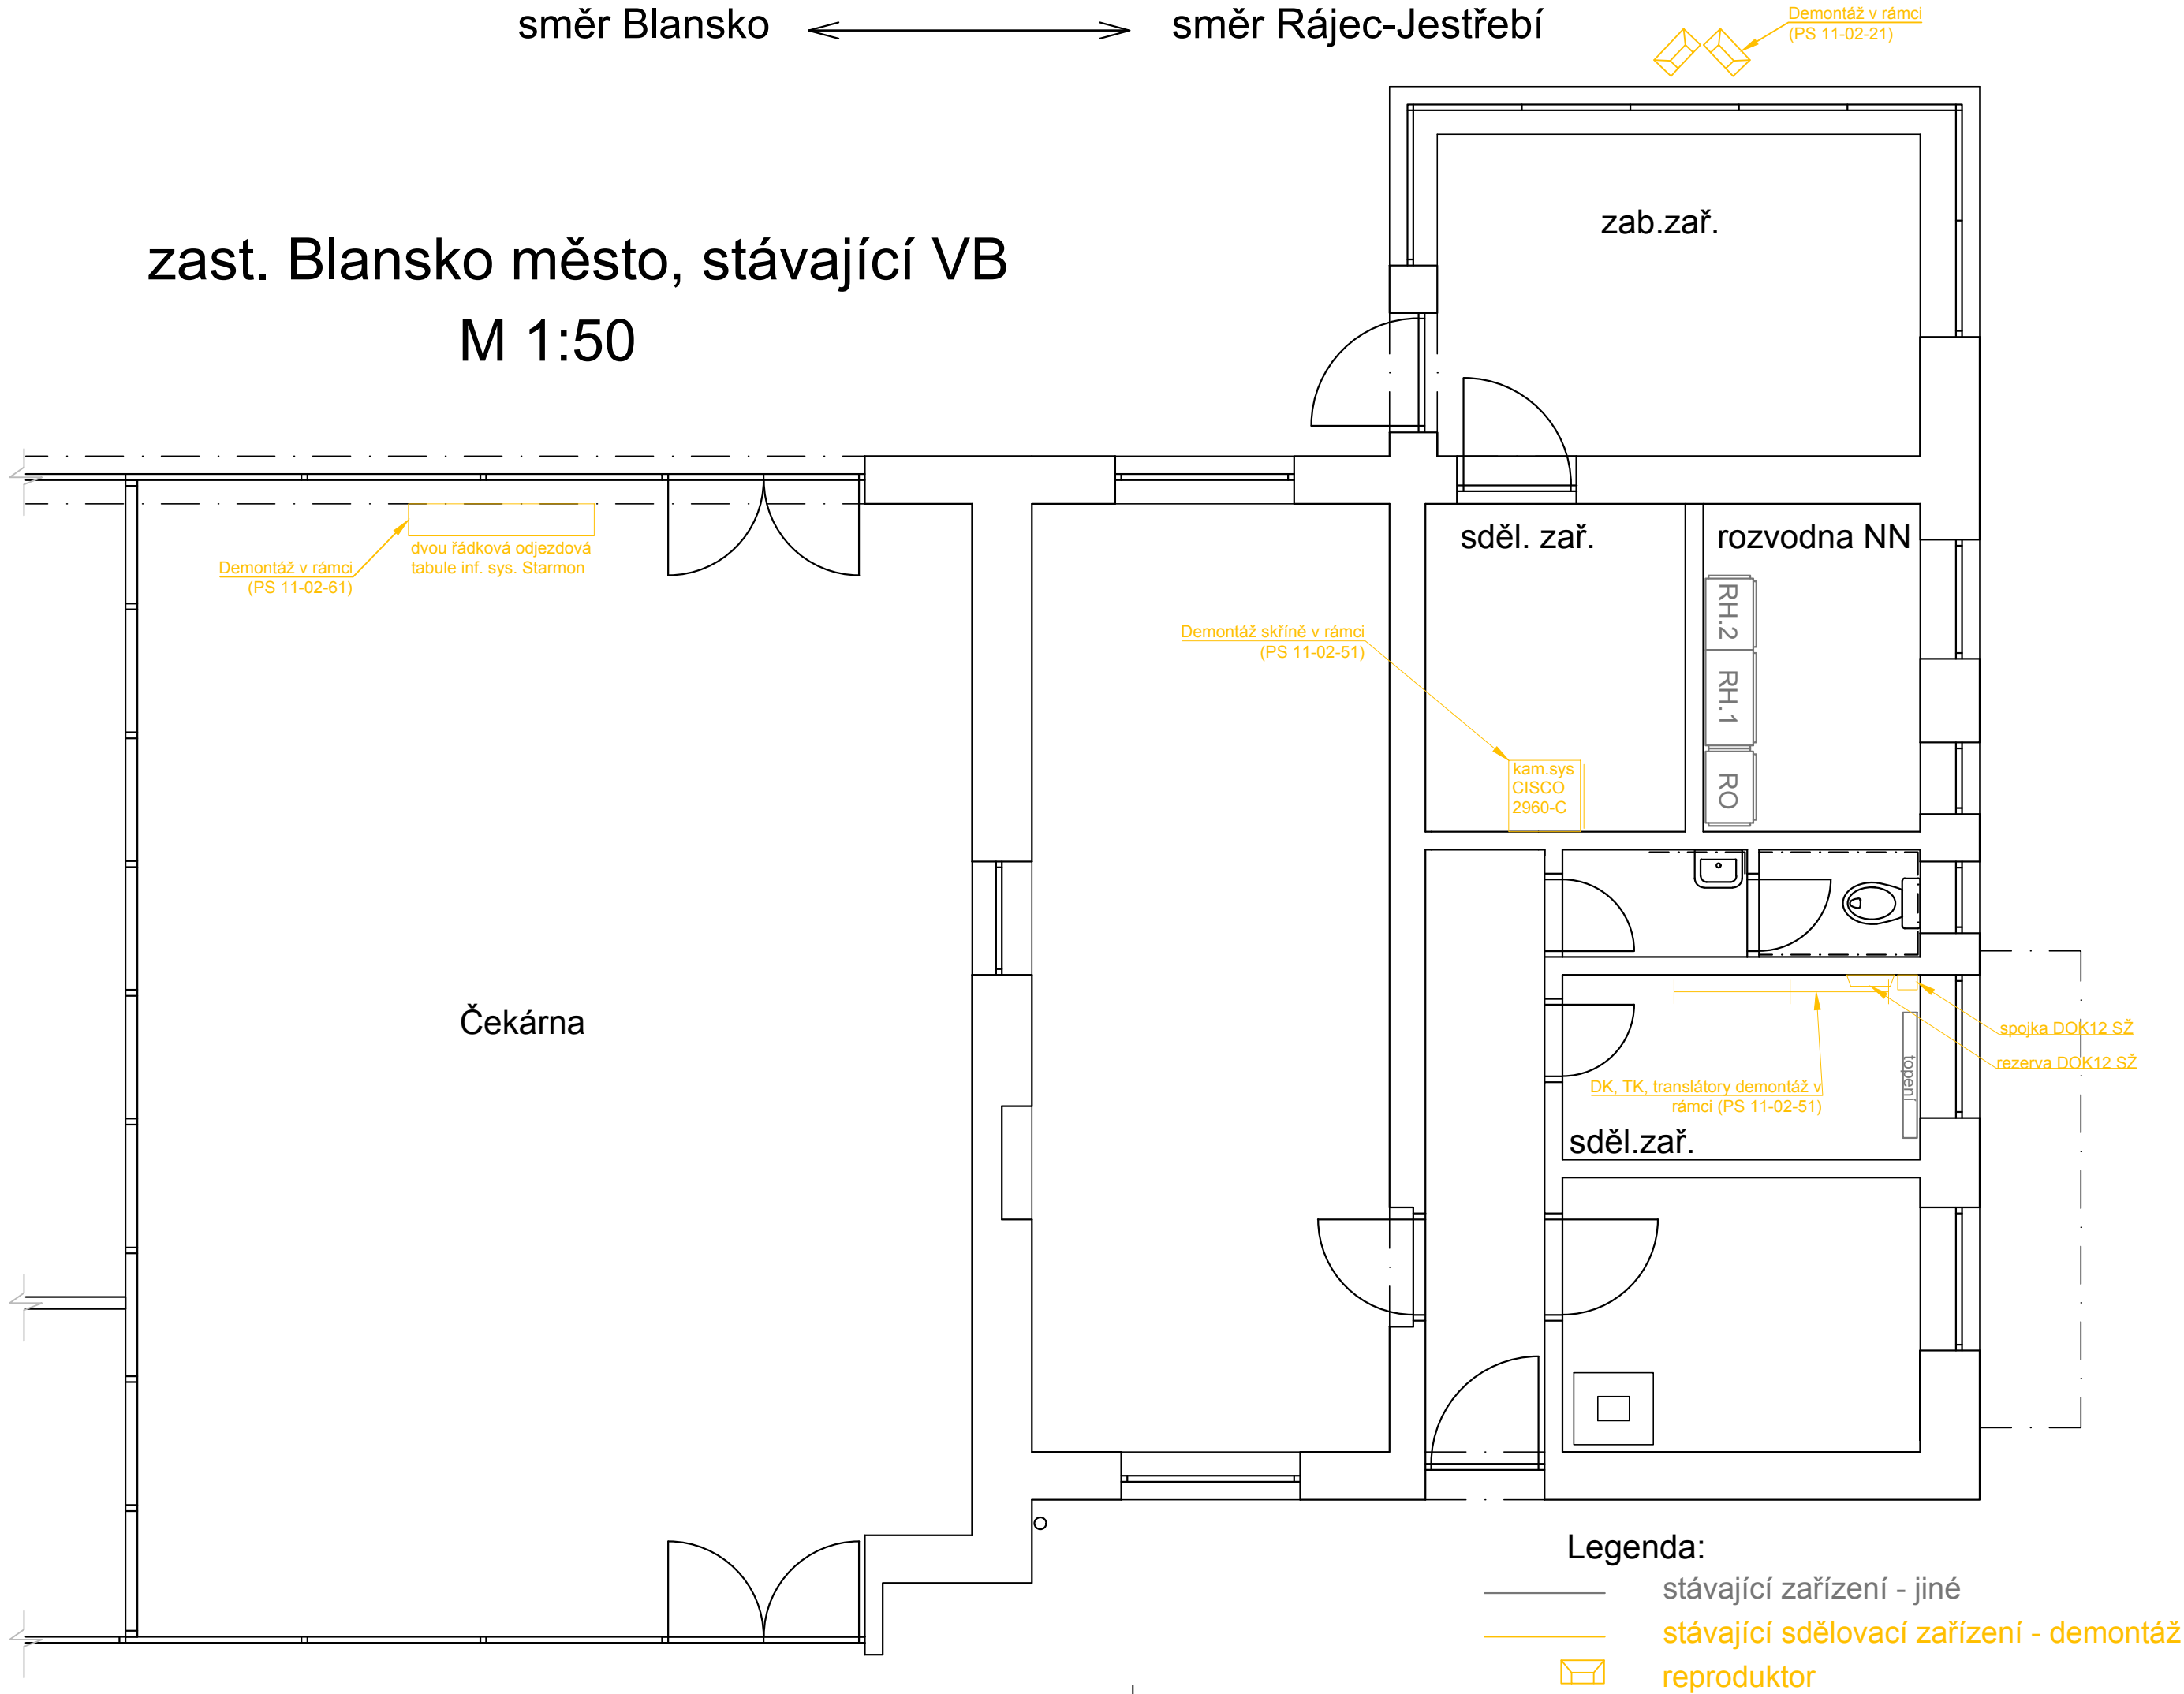 směr Blansko
směr Rájec-Jestřebí
Demontáž v rámci
(PS 11-02-21)
zast. Blansko město, stávající VB
M 1:50
zab.zař.
dvou řádková odjezdová
tabule inf. sys. Starmon
Demontáž v rámci
(PS 11-02-61)
sděl. zař.
rozvodna NN
RH.2
RH.1
RO
Demontáž skříně v rámci
(PS 11-02-51)
kam.sys
CISCO
2960-C
Čekárna
spojka DOK12 SŽ
rezerva DOK12 SŽ
topení
DK, TK, translátory demontáž v
rámci (PS 11-02-51)
sděl.zař.
Legenda:
stávající zařízení - jiné
stávající sdělovací zařízení - demontáž
reproduktor